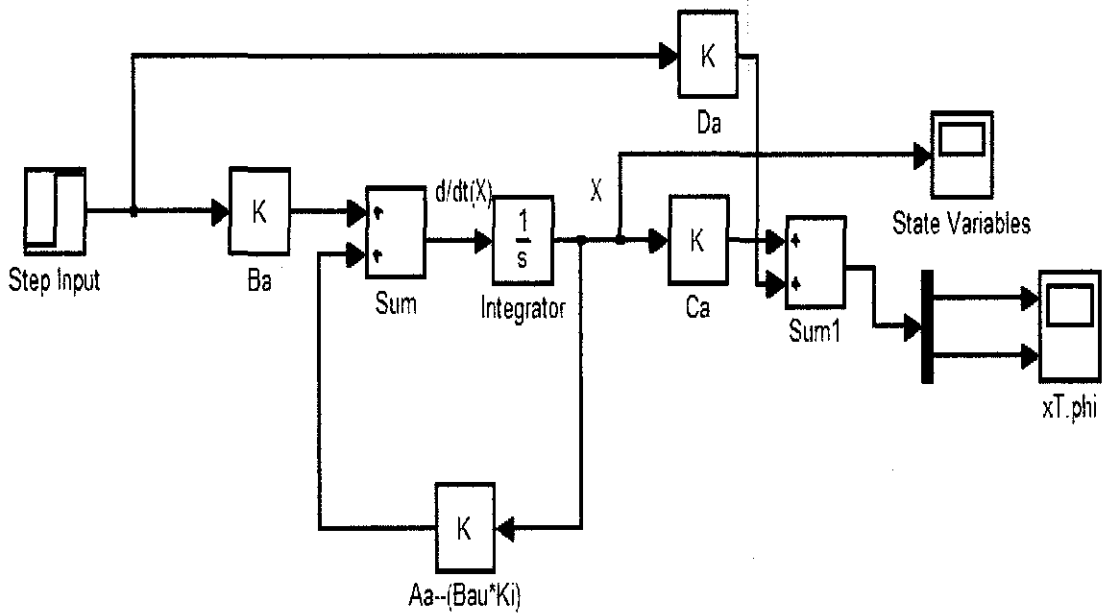 K
Da
d/dt(X)
X
K
Step Input
Ba
+
+
Sum
1
s
Integrator
K
Ca
+
+
Sum1
State Variables
xT.phi
K
Aa--(Bau*Ki)